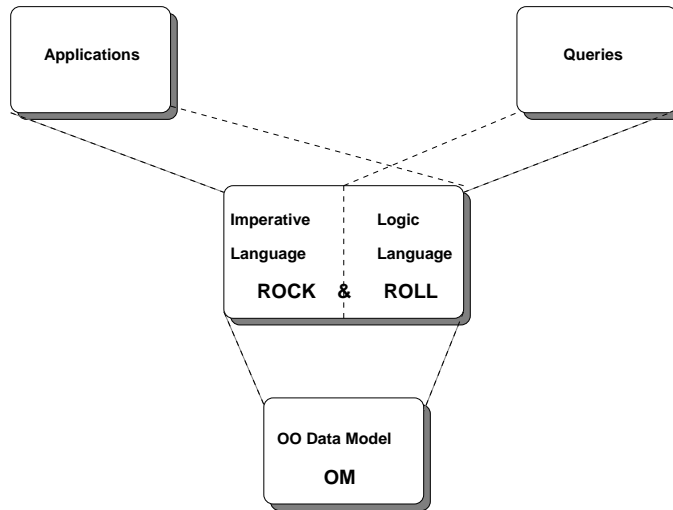 Applications
Queries
Imperative Logic
Language Language
ROCK & ROLL
OO Data Model
OM